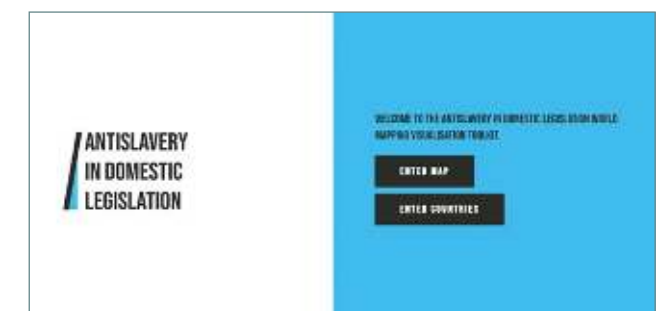 ANTISLAVERY
IN DOMESTIC
LEGISLATION
WELCOME TO THE ANTISLAVERY IN DOMESTIC LEGISLATION WORLD
MAPPING VISUALISATION TOOLKIT.
ENTER MAP
ENTER COUNTRIES